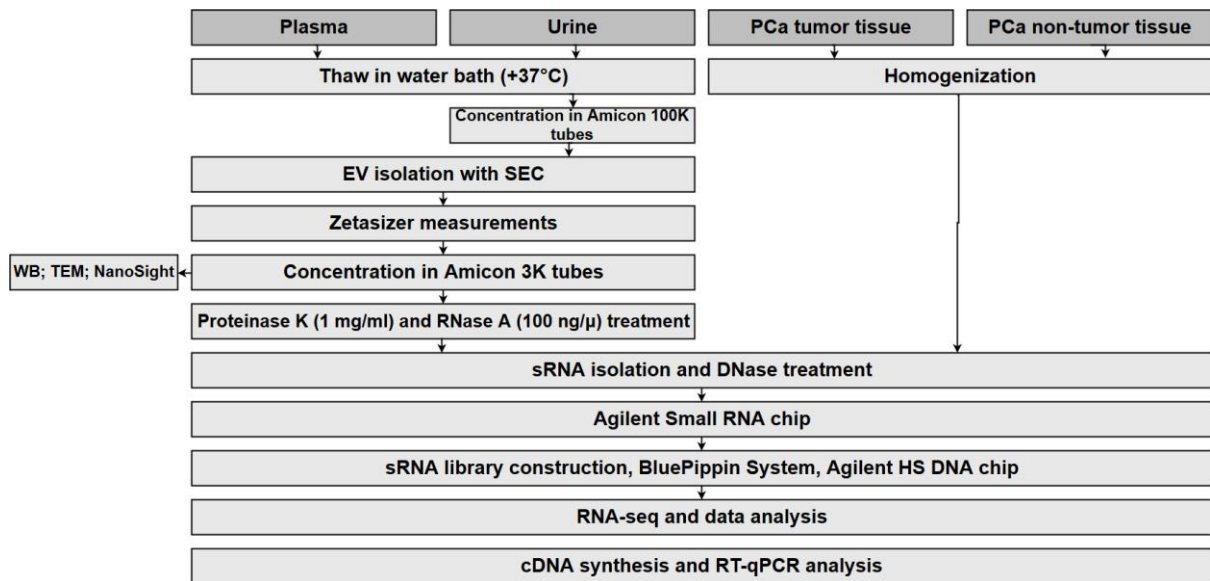 Plasma
Urine
PCa tumor tissue
PCa non-tumor tissue
Thaw in water bath (+37°C)
Homogenization
Concentration in Amicon 100K
tubes
EV isolation with SEC
Zetasizer measurements
WB; TEM; NanoSight
Concentration in Amicon 3K tubes
Proteinase K (1 mg/ml) and RNase A (100 ng/µ) treatment
sRNA isolation and DNase treatment
Agilent Small RNA chip
sRNA library construction, BluePippin System, Agilent HS DNA chip
RNA-seq and data analysis
cDNA synthesis and RT-qPCR analysis